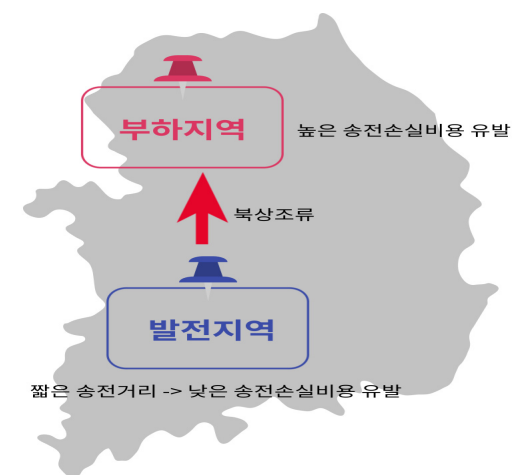 부하지역
높은 송전손실비용 유발
북상조류
발전지역
짧은 송전거리 -> 낮은 송전손실비용 유발